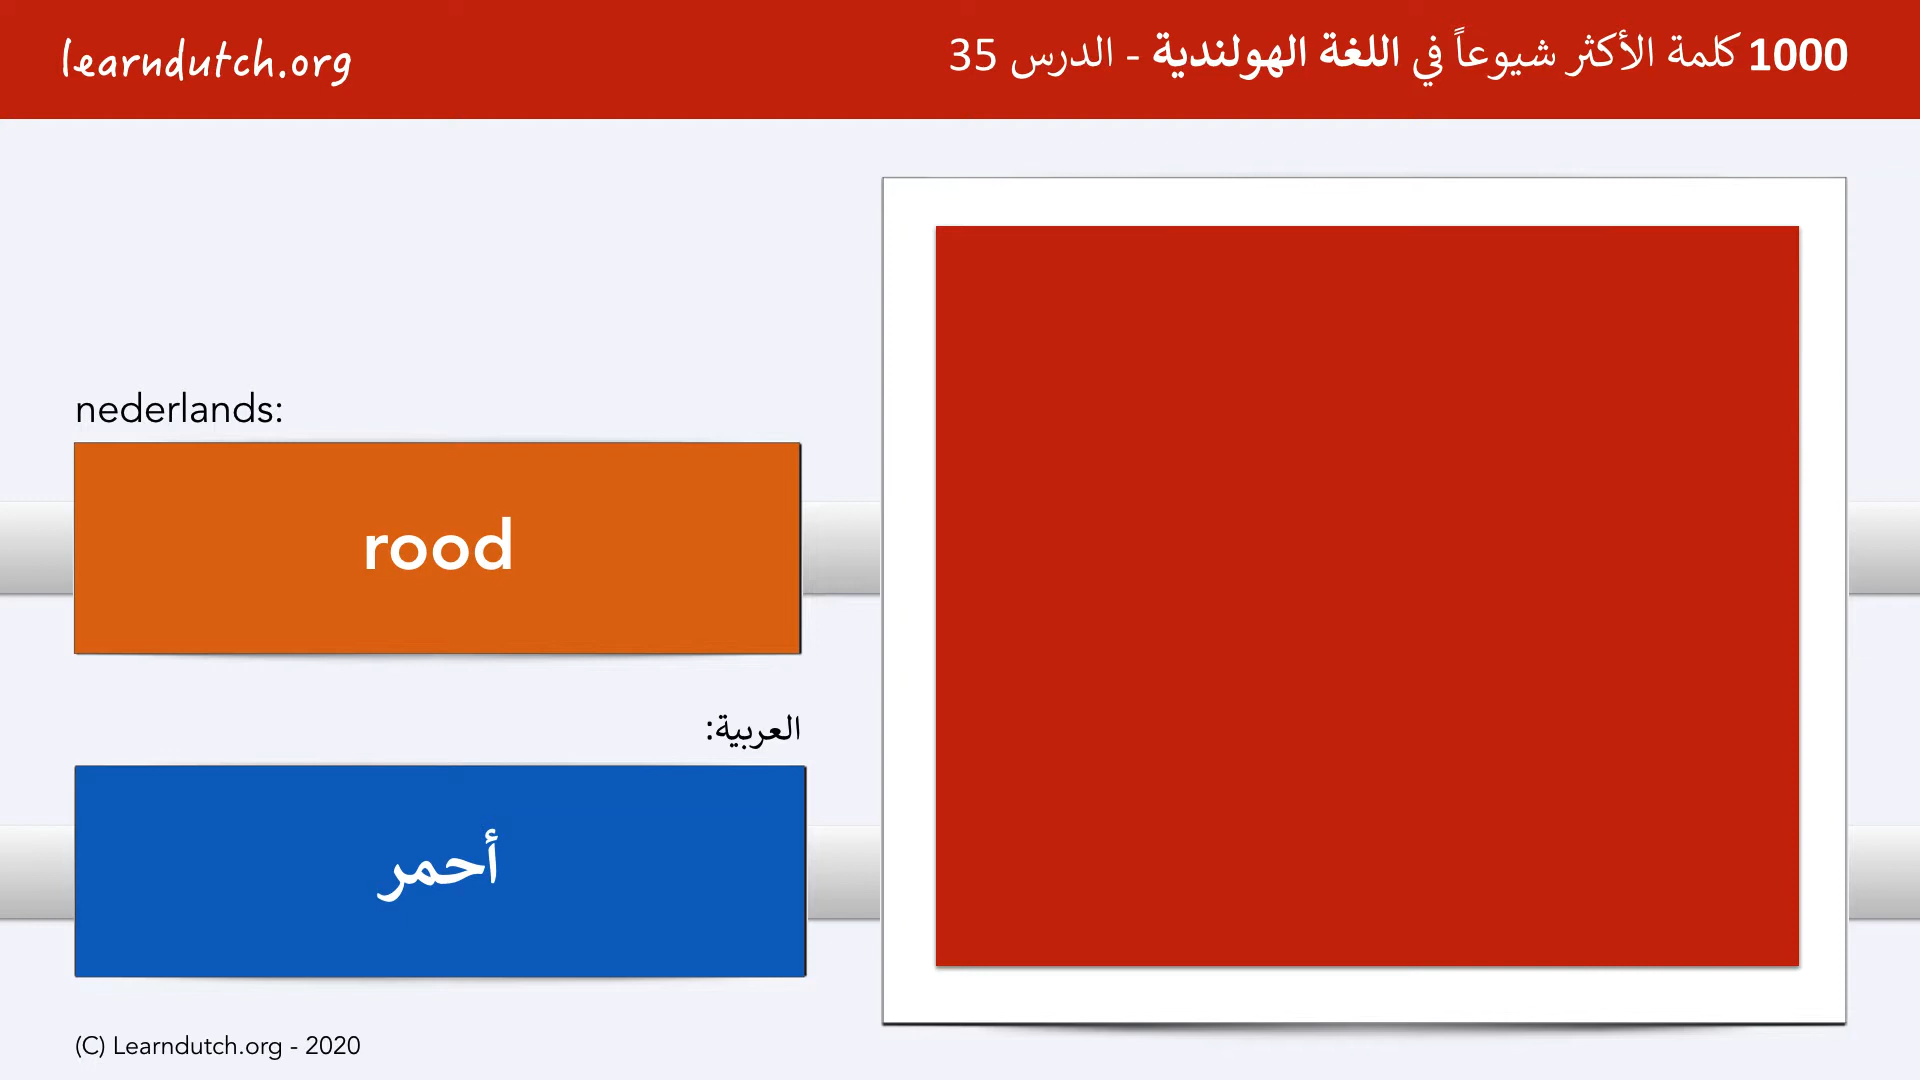 learndutch.org
1000 كلمة الأكثر شيوعاً في اللغة الهولندية - الدرس 35
nederlands:
rood
العربية:
أحمر
(C) Learndutch.org - 2020